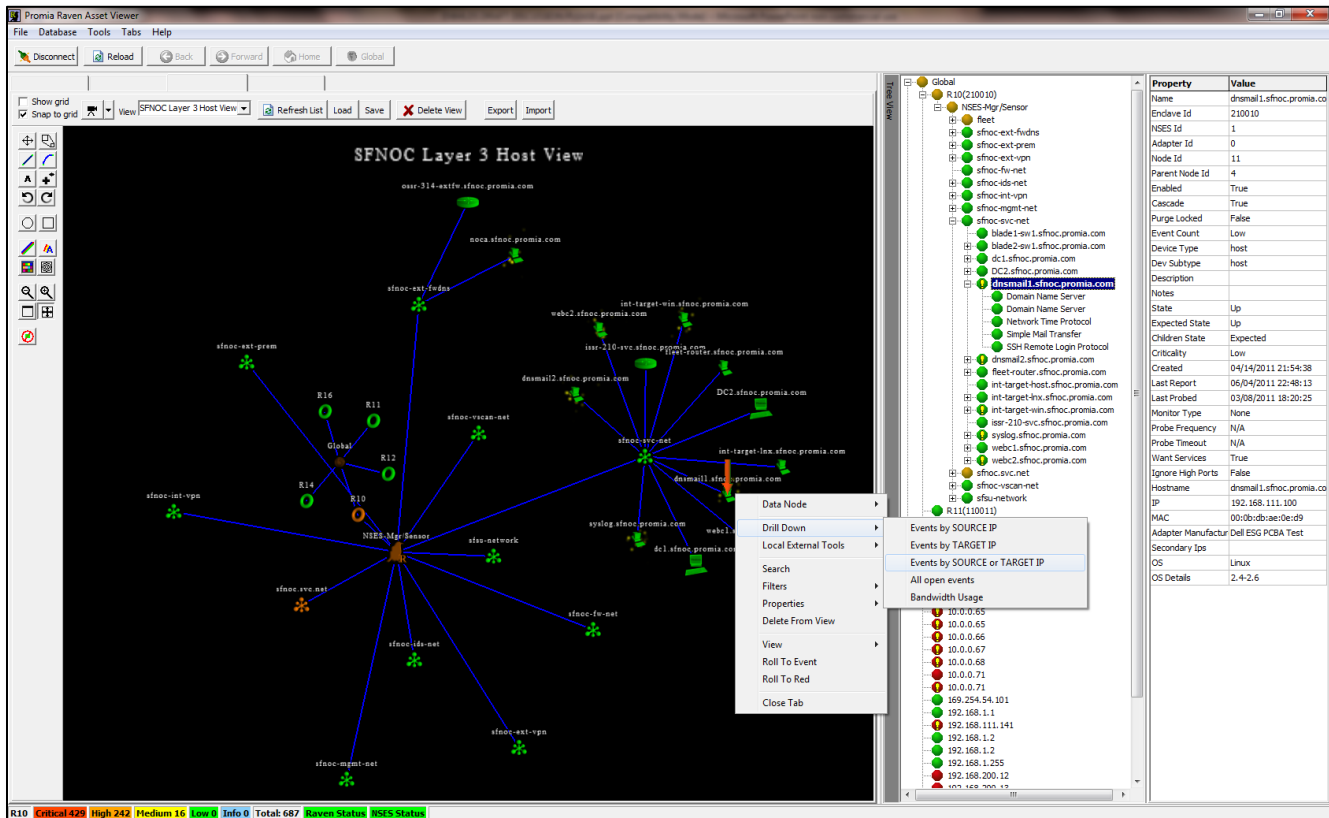 Promia Raven Asset Viewer
File Database Tools Tabs Help
Disconnect Reload Back Forward Home Global
Show grid
Snap to grid View SFNOC Layer 3 Host View Refresh List Load Save Delete View Export Import
SFNOC Layer 3 Host View
ossr-314-extfw.sfnoc.promia.com
noca.sfnoc.promia.com
sfnoc-ext-fwdns
int-target-win.sfnoc.promia.com
webc2.sfnoc.promia.com
sfnoc-ext-prem
issr-210-svc.sfnoc.promia.com
fleet-router.sfnoc.promia.com
dnsmail2.sfnoc.promia.com
DC2.sfnoc.promia.com
R16
R11
sfnoc-vscan-net
Global
sfnoc-svc-net
int-target-lnx.sfnoc.promia.com
R12
R14
R10
dnsmail1.sfnoc.promia.com
sfnoc-int-vpn
syslog.sfnoc.promia.com
webc1.
NSES-Mgr/Sensor
R
sfsu-network
dc1.sfnoc.promia.com
sfnoc.svc.net
sfnoc-fw-net
sfnoc-ids-net
sfnoc-ext-vpn
sfnoc-mgmt-net
Data Node
Drill Down
Local External Tools
Search
Filters
Properties
Delete From View
View
Roll To Event
Roll To Red
Close Tab
Events by SOURCE IP
Events by TARGET IP
Events by SOURCE or TARGET IP
All open events
Bandwidth Usage
Tree View
Global
R10(210010)
NSES-Mgr/Sensor
fleet
sfnoc-ext-fwdns
sfnoc-ext-prem
sfnoc-ext-vpn
sfnoc-fw-net
sfnoc-ids-net
sfnoc-int-vpn
sfnoc-mgmt-net
sfnoc-svc-net
blade1-sw1.sfnoc.promia.com
blade2-sw1.sfnoc.promia.com
dc1.sfnoc.promia.com
DC2.sfnoc.promia.com
dnsmail1.sfnoc.promia.com
Domain Name Server
Domain Name Server
Network Time Protocol
Simple Mail Transfer
SSH Remote Login Protocol
dnsmail2.sfnoc.promia.com
fleet-router.sfnoc.promia.com
int-target-host.sfnoc.promia.com
int-target-lnx.sfnoc.promia.com
int-target-win.sfnoc.promia.com
issr-210-svc.sfnoc.promia.com
syslog.sfnoc.promia.com
webc1.sfnoc.promia.com
webc2.sfnoc.promia.com
sfnoc.svc.net
sfnoc-vscan-net
sfsu-network
R11(110011)
10.0.0.65
10.0.0.65
10.0.0.66
10.0.0.67
10.0.0.68
10.0.0.71
10.0.0.71
169.254.54.101
192.168.1.1
192.168.111.141
192.168.1.2
192.168.1.2
192.168.1.255
192.168.200.12
192.168.200.13
Property Value
Name dnsmail1.sfnoc.promia.co
Enclave Id 210010
NSES Id 1
Adapter Id 0
Node Id 11
Parent Node Id 4
Enabled True
Cascade True
Purge Locked False
Event Count Low
Device Type host
Dev Subtype host
Description
Notes
State Up
Expected State Up
Children State Expected
Criticality Low
Created 04/14/2011 21:54:38
Last Report 06/04/2011 22:48:13
Last Probed 03/08/2011 18:20:25
Monitor Type None
Probe Frequency N/A
Probe Timeout N/A
Want Services True
Ignore High Ports False
Hostname dnsmail1.sfnoc.promia.co
IP 192.168.111.100
MAC 00:0b:db:ae:0e:d9
Adapter Manufactur Dell ESG PCBA Test
Secondary Ips
OS Linux
OS Details 2.4-2.6
R10 Critical 429 High 242 Medium 16 Low 0 Info 0 Total: 687 Raven Status NSES Status